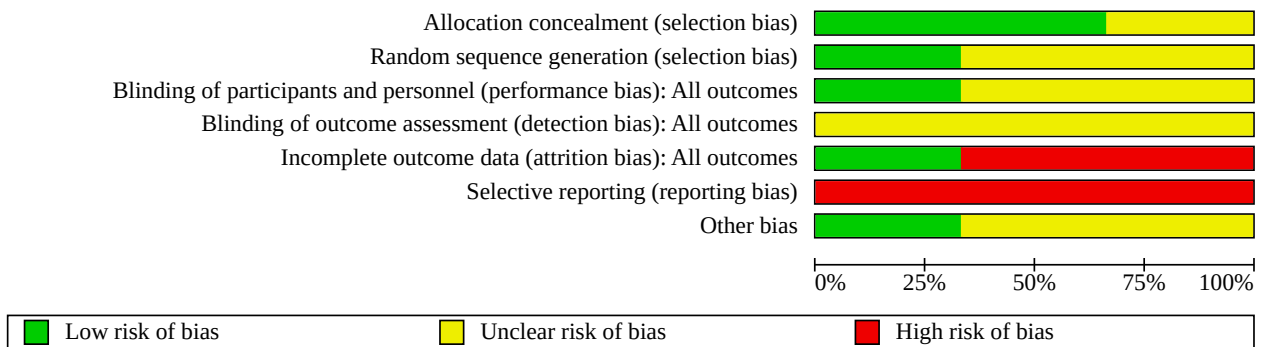 Allocation concealment (selection bias)
Random sequence generation (selection bias)
Blinding of participants and personnel (performance bias): All outcomes
Blinding of outcome assessment (detection bias): All outcomes
Incomplete outcome data (attrition bias): All outcomes
Selective reporting (reporting bias)
Other bias
0% 25% 50% 75% 100%
Low risk of bias Unclear risk of bias High risk of bias